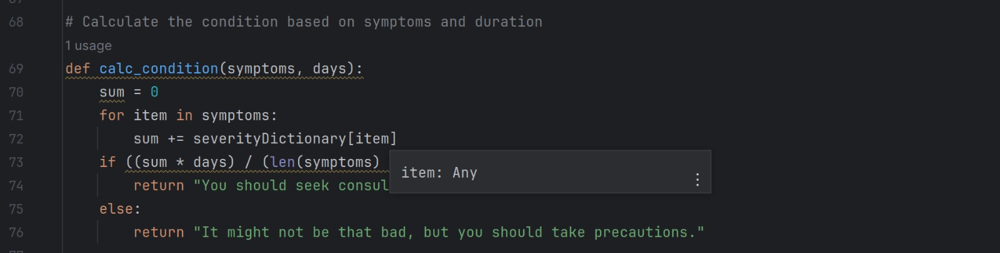 68 # Calculate the condition based on symptoms and duration
1 usage
69 def calc_condition(symptoms, days):
70 sum = 0
71 for item in symptoms:
72 sum += severityDictionary[item]
73 if ((sum * days) / (len(symptoms)
item: Any
74 return "You should seek consul
75 else:
76 return "It might not be that bad, but you should take precautions."